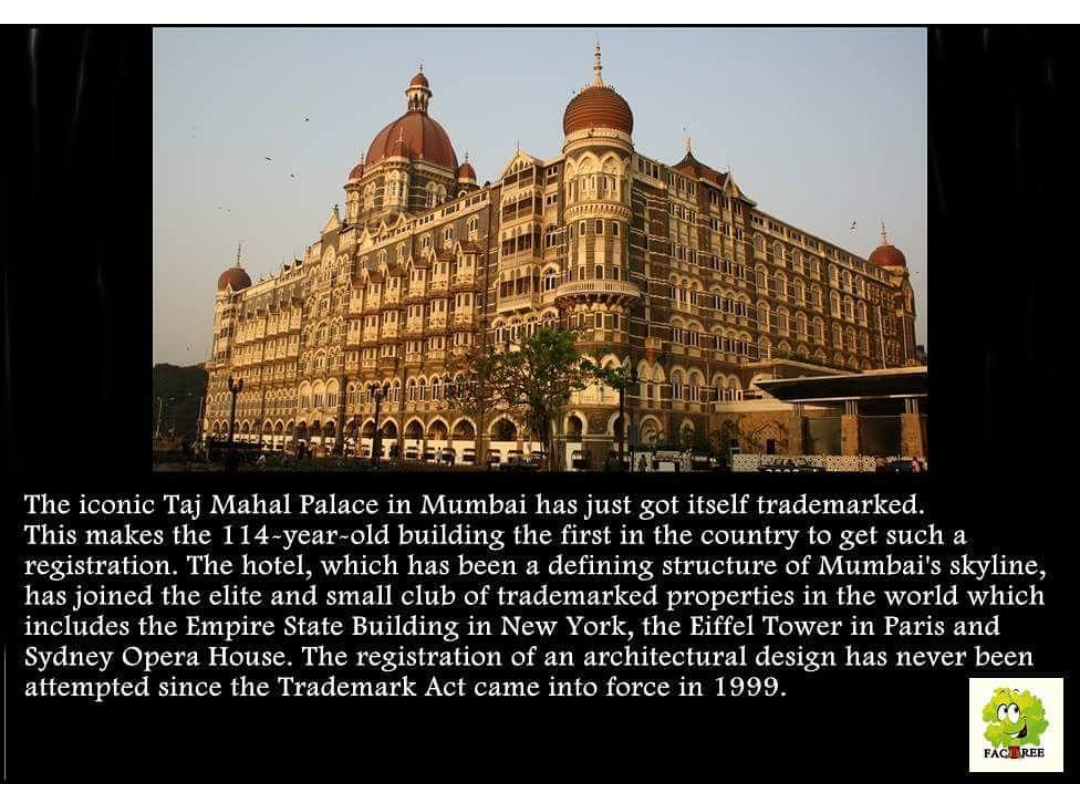 The iconic Taj Mahal Palace in Mumbai has just got itself trademarked.
This makes the 114-year-old building the first in the country to get such a
registration. The hotel, which has been a defining structure of Mumbai's skyline,
has joined the elite and small club of trademarked properties in the world which
includes the Empire State Building in New York, the Eiffel Tower in Paris and
Sydney Opera House. The registration of an architectural design has never been
attempted since the Trademark Act came into force in 1999.
FACTREE